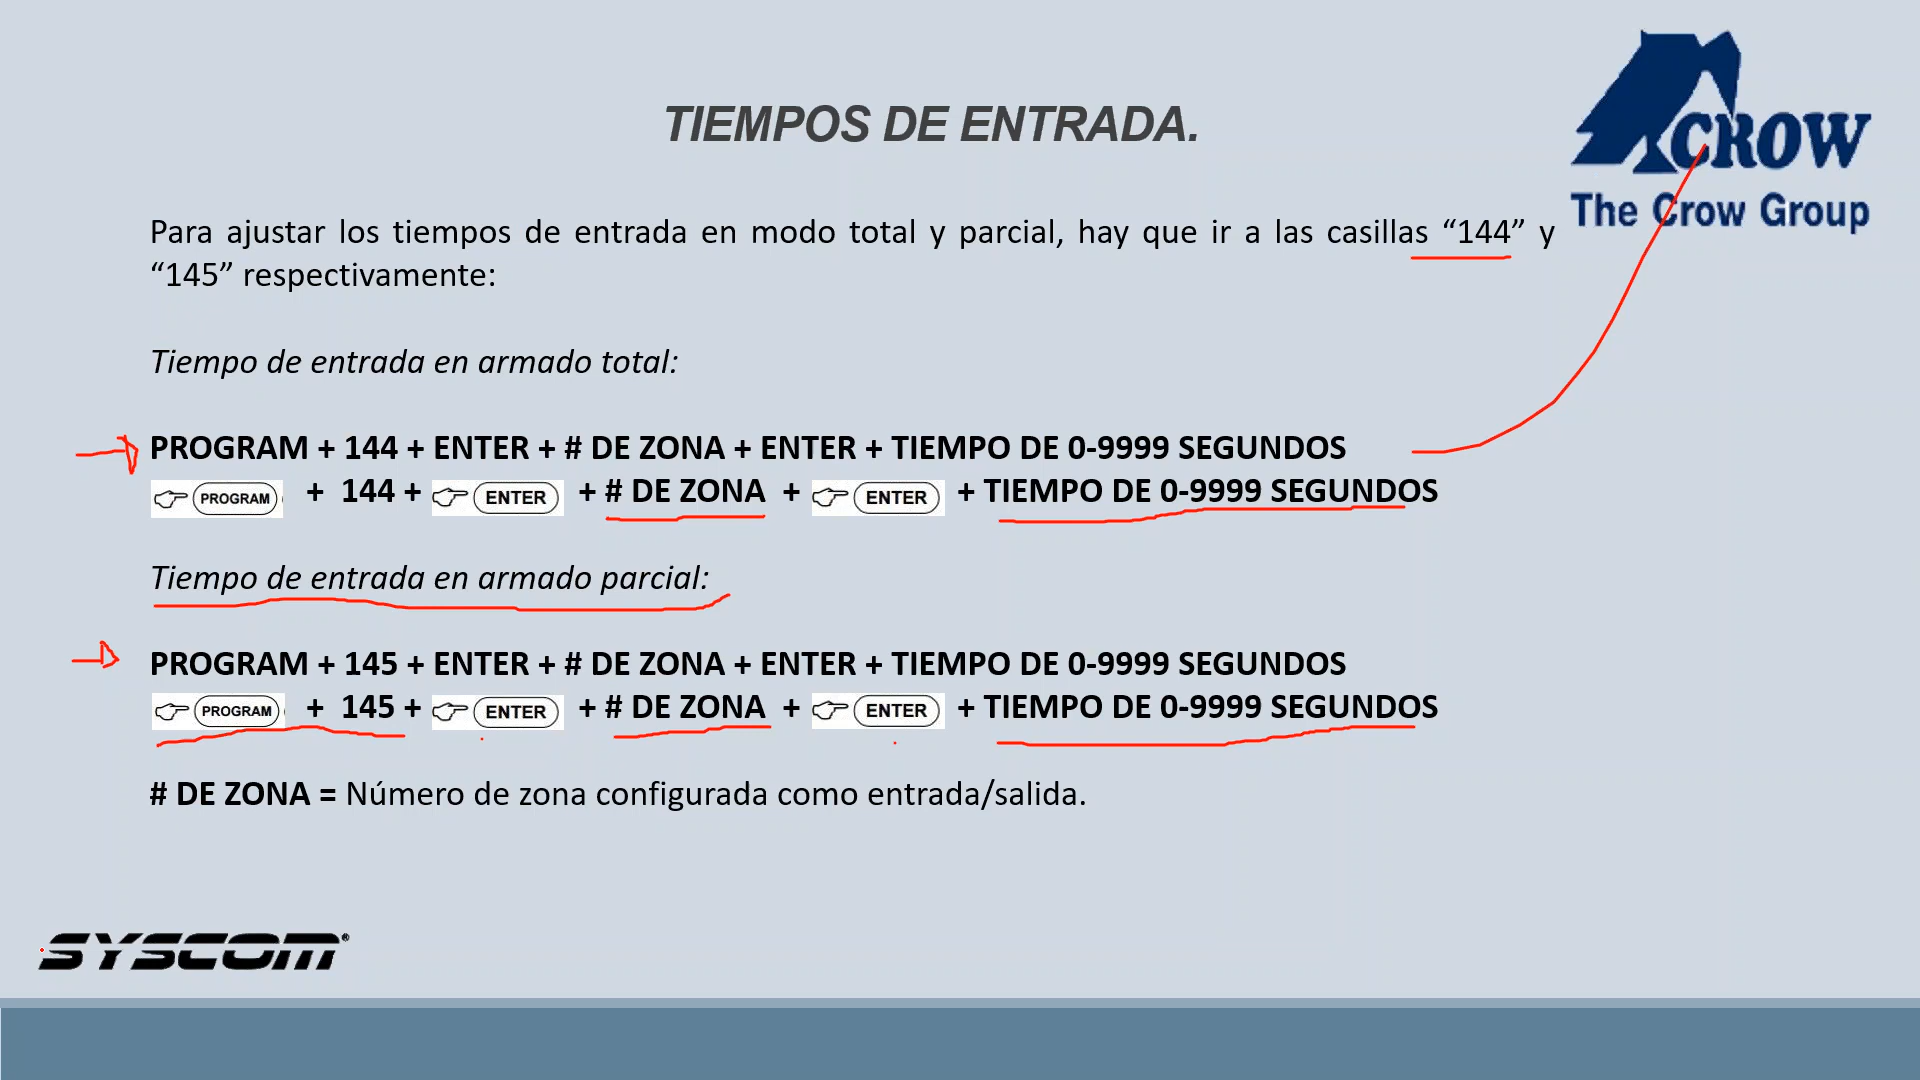 TIEMPOS DE ENTRADA.
CROW
The Crow Group
Para ajustar los tiempos de entrada en modo total y parcial, hay que ir a las casillas “144” y
“145” respectivamente:
Tiempo de entrada en armado total:
PROGRAM + 144 + ENTER + # DE ZONA + ENTER + TIEMPO DE 0-9999 SEGUNDOS
PROGRAM + 144 + ENTER + # DE ZONA + ENTER + TIEMPO DE 0-9999 SEGUNDOS
Tiempo de entrada en armado parcial:
PROGRAM + 145 + ENTER + # DE ZONA + ENTER + TIEMPO DE 0-9999 SEGUNDOS
PROGRAM + 145 + ENTER + # DE ZONA + ENTER + TIEMPO DE 0-9999 SEGUNDOS
# DE ZONA = Número de zona configurada como entrada/salida.
SYSCOM®